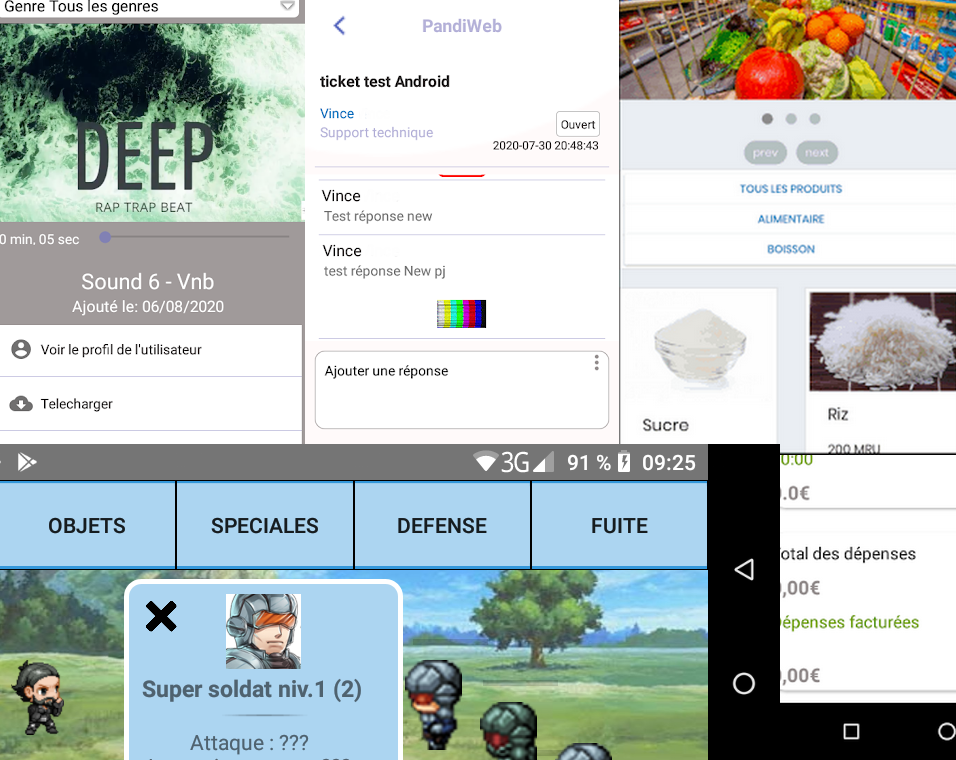 Genre Tous les genres
DEEP
RAP TRAP BEAT
0 min, 05 sec
Sound 6 - Vnb
Ajouté le: 06/08/2020
Voir le profil de l'utilisateur
Telecharger
PandiWeb
ticket test Android
Vince
Support technique
Ouvert
2020-07-30 20:48:43
Vince
Test réponse new
Vince
test réponse New pj
Ajouter une réponse
prev next
TOUS LES PRODUITS
ALIMENTAIRE
BOISSON
Sucre
Riz
200 MRU
3G 91 % 09:25
OBJETS SPECIALES DEFENSE FUITE
Super soldat niv.1 (2)
Attaque : ???
0:00
.0€
otal des dépenses
,00€
épenses facturées
,00€